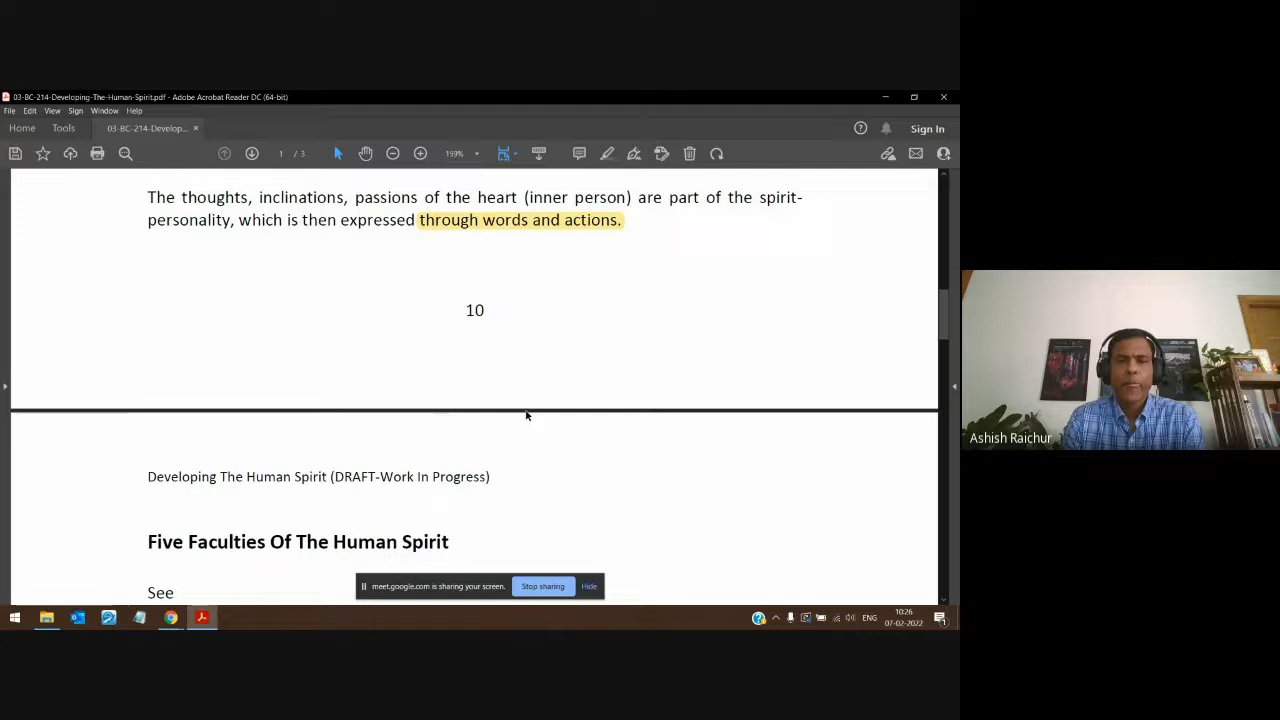 03-BC-214-Developing-The-Human-Spirit.pdf - Adobe Acrobat Reader DC (64-bit)
File Edit View Sign Window Help
Home Tools 03-BC-214-Develop... × Sign In
1 / 3 159%
The thoughts, inclinations, passions of the heart (inner person) are part of the spirit-
personality, which is then expressed through words and actions.
10
Developing The Human Spirit (DRAFT-Work In Progress)
Five Faculties Of The Human Spirit
See
meet.google.com is sharing your screen. Stop sharing Hide
ENG 10:26
07-02-2022
Ashish Raichur